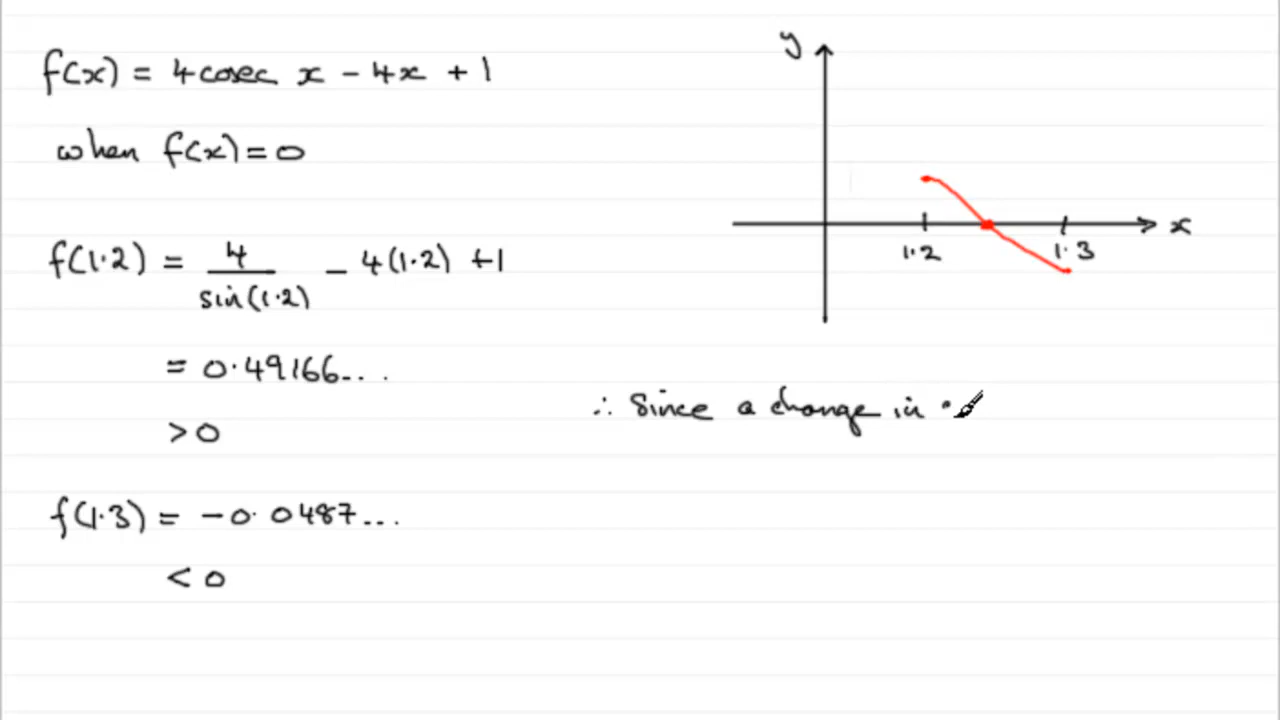 f(x) = 4cosec x - 4x + 1
when f(x) = 0
f(1·2) = 4/sin(1·2) - 4(1·2) + 1
= 0·49166...
> 0
f(1·3) = -0·0487...
< 0
y
x
1·2
1·3
∴ Since a change in